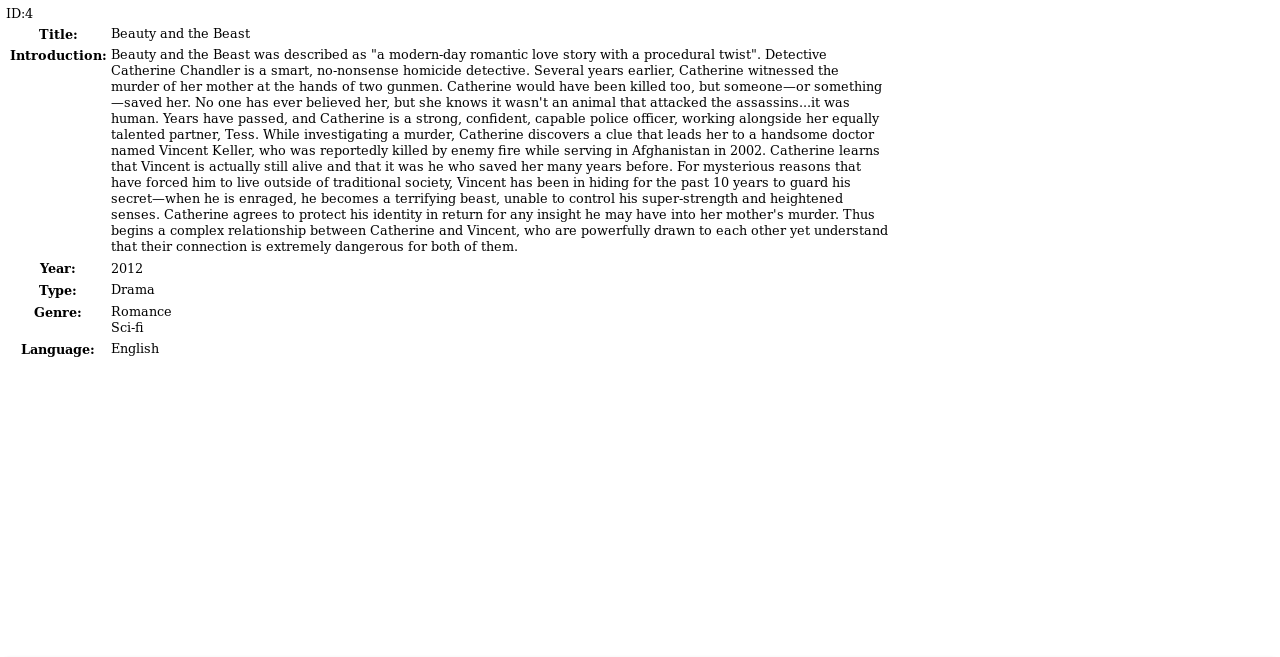 ID:4
Title: Beauty and the Beast
Introduction: Beauty and the Beast was described as "a modern-day romantic love story with a procedural twist". Detective
Catherine Chandler is a smart, no-nonsense homicide detective. Several years earlier, Catherine witnessed the
murder of her mother at the hands of two gunmen. Catherine would have been killed too, but someone—or something
—saved her. No one has ever believed her, but she knows it wasn't an animal that attacked the assassins...it was
human. Years have passed, and Catherine is a strong, confident, capable police officer, working alongside her equally
talented partner, Tess. While investigating a murder, Catherine discovers a clue that leads her to a handsome doctor
named Vincent Keller, who was reportedly killed by enemy fire while serving in Afghanistan in 2002. Catherine learns
that Vincent is actually still alive and that it was he who saved her many years before. For mysterious reasons that
have forced him to live outside of traditional society, Vincent has been in hiding for the past 10 years to guard his
secret—when he is enraged, he becomes a terrifying beast, unable to control his super-strength and heightened
senses. Catherine agrees to protect his identity in return for any insight he may have into her mother's murder. Thus
begins a complex relationship between Catherine and Vincent, who are powerfully drawn to each other yet understand
that their connection is extremely dangerous for both of them.
Year: 2012
Type: Drama
Genre: Romance
Sci-fi
Language: English